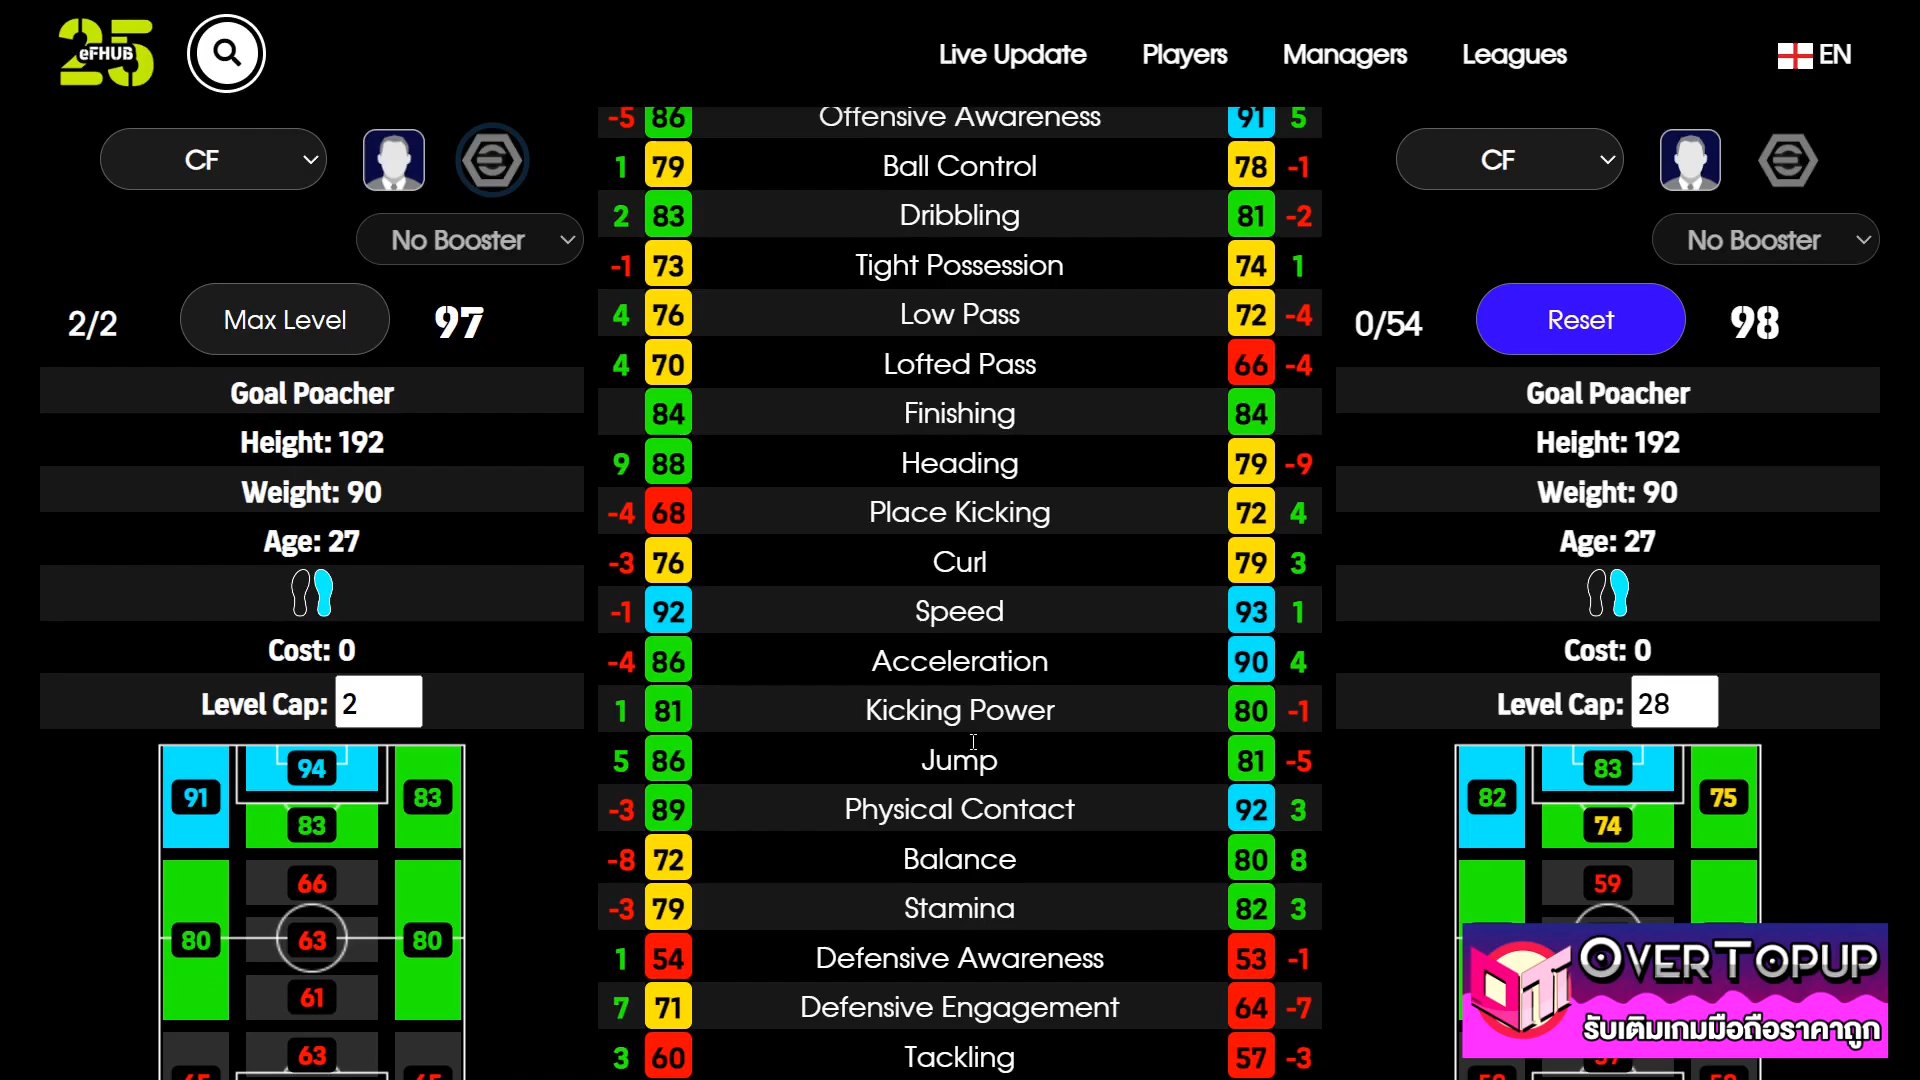 25
eFHUB
Live Update
Players
Managers
Leagues
EN
CF
No Booster
2/2
Max Level
97
Goal Poacher
Height: 192
Weight: 90
Age: 27
Cost: 0
Level Cap: 2
94
91
83
83
66
80
63
80
61
63
-5 86 Offensive Awareness 91 5
1 79 Ball Control 78 -1
2 83 Dribbling 81 -2
-1 73 Tight Possession 74 1
4 76 Low Pass 72 -4
4 70 Lofted Pass 66 -4
84 Finishing 84
9 88 Heading 79 -9
-4 68 Place Kicking 72 4
-3 76 Curl 79 3
-1 92 Speed 93 1
-4 86 Acceleration 90 4
1 81 Kicking Power 80 -1
5 86 Jump 81 -5
-3 89 Physical Contact 92 3
-8 72 Balance 80 8
-3 79 Stamina 82 3
1 54 Defensive Awareness 53 -1
7 71 Defensive Engagement 64 -7
3 60 Tackling 57 -3
CF
No Booster
0/54
Reset
98
Goal Poacher
Height: 192
Weight: 90
Age: 27
Cost: 0
Level Cap: 28
83
82
75
74
59
OVERTOPUP
รับเติมเกมมือถือราคาถูก